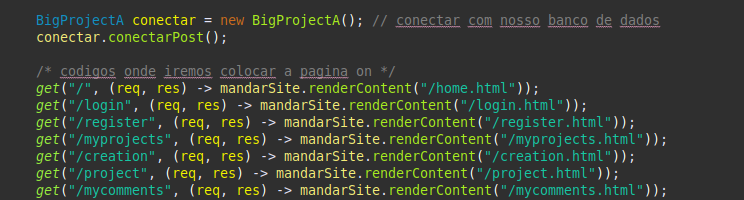 BigProjectA conectar = new BigProjectA(); // conectar com nosso banco de dados
conectar.conectarPost();
/* codigos onde iremos colocar a pagina on */
get("/", (req, res) -> mandarSite.renderContent("/home.html"));
get("/login", (req, res) -> mandarSite.renderContent("/login.html"));
get("/register", (req, res) -> mandarSite.renderContent("/register.html"));
get("/myprojects", (req, res) -> mandarSite.renderContent("/myprojects.html"));
get("/creation", (req, res) -> mandarSite.renderContent("/creation.html"));
get("/project", (req, res) -> mandarSite.renderContent("/project.html"));
get("/mycomments", (req, res) -> mandarSite.renderContent("/mycomments.html"));